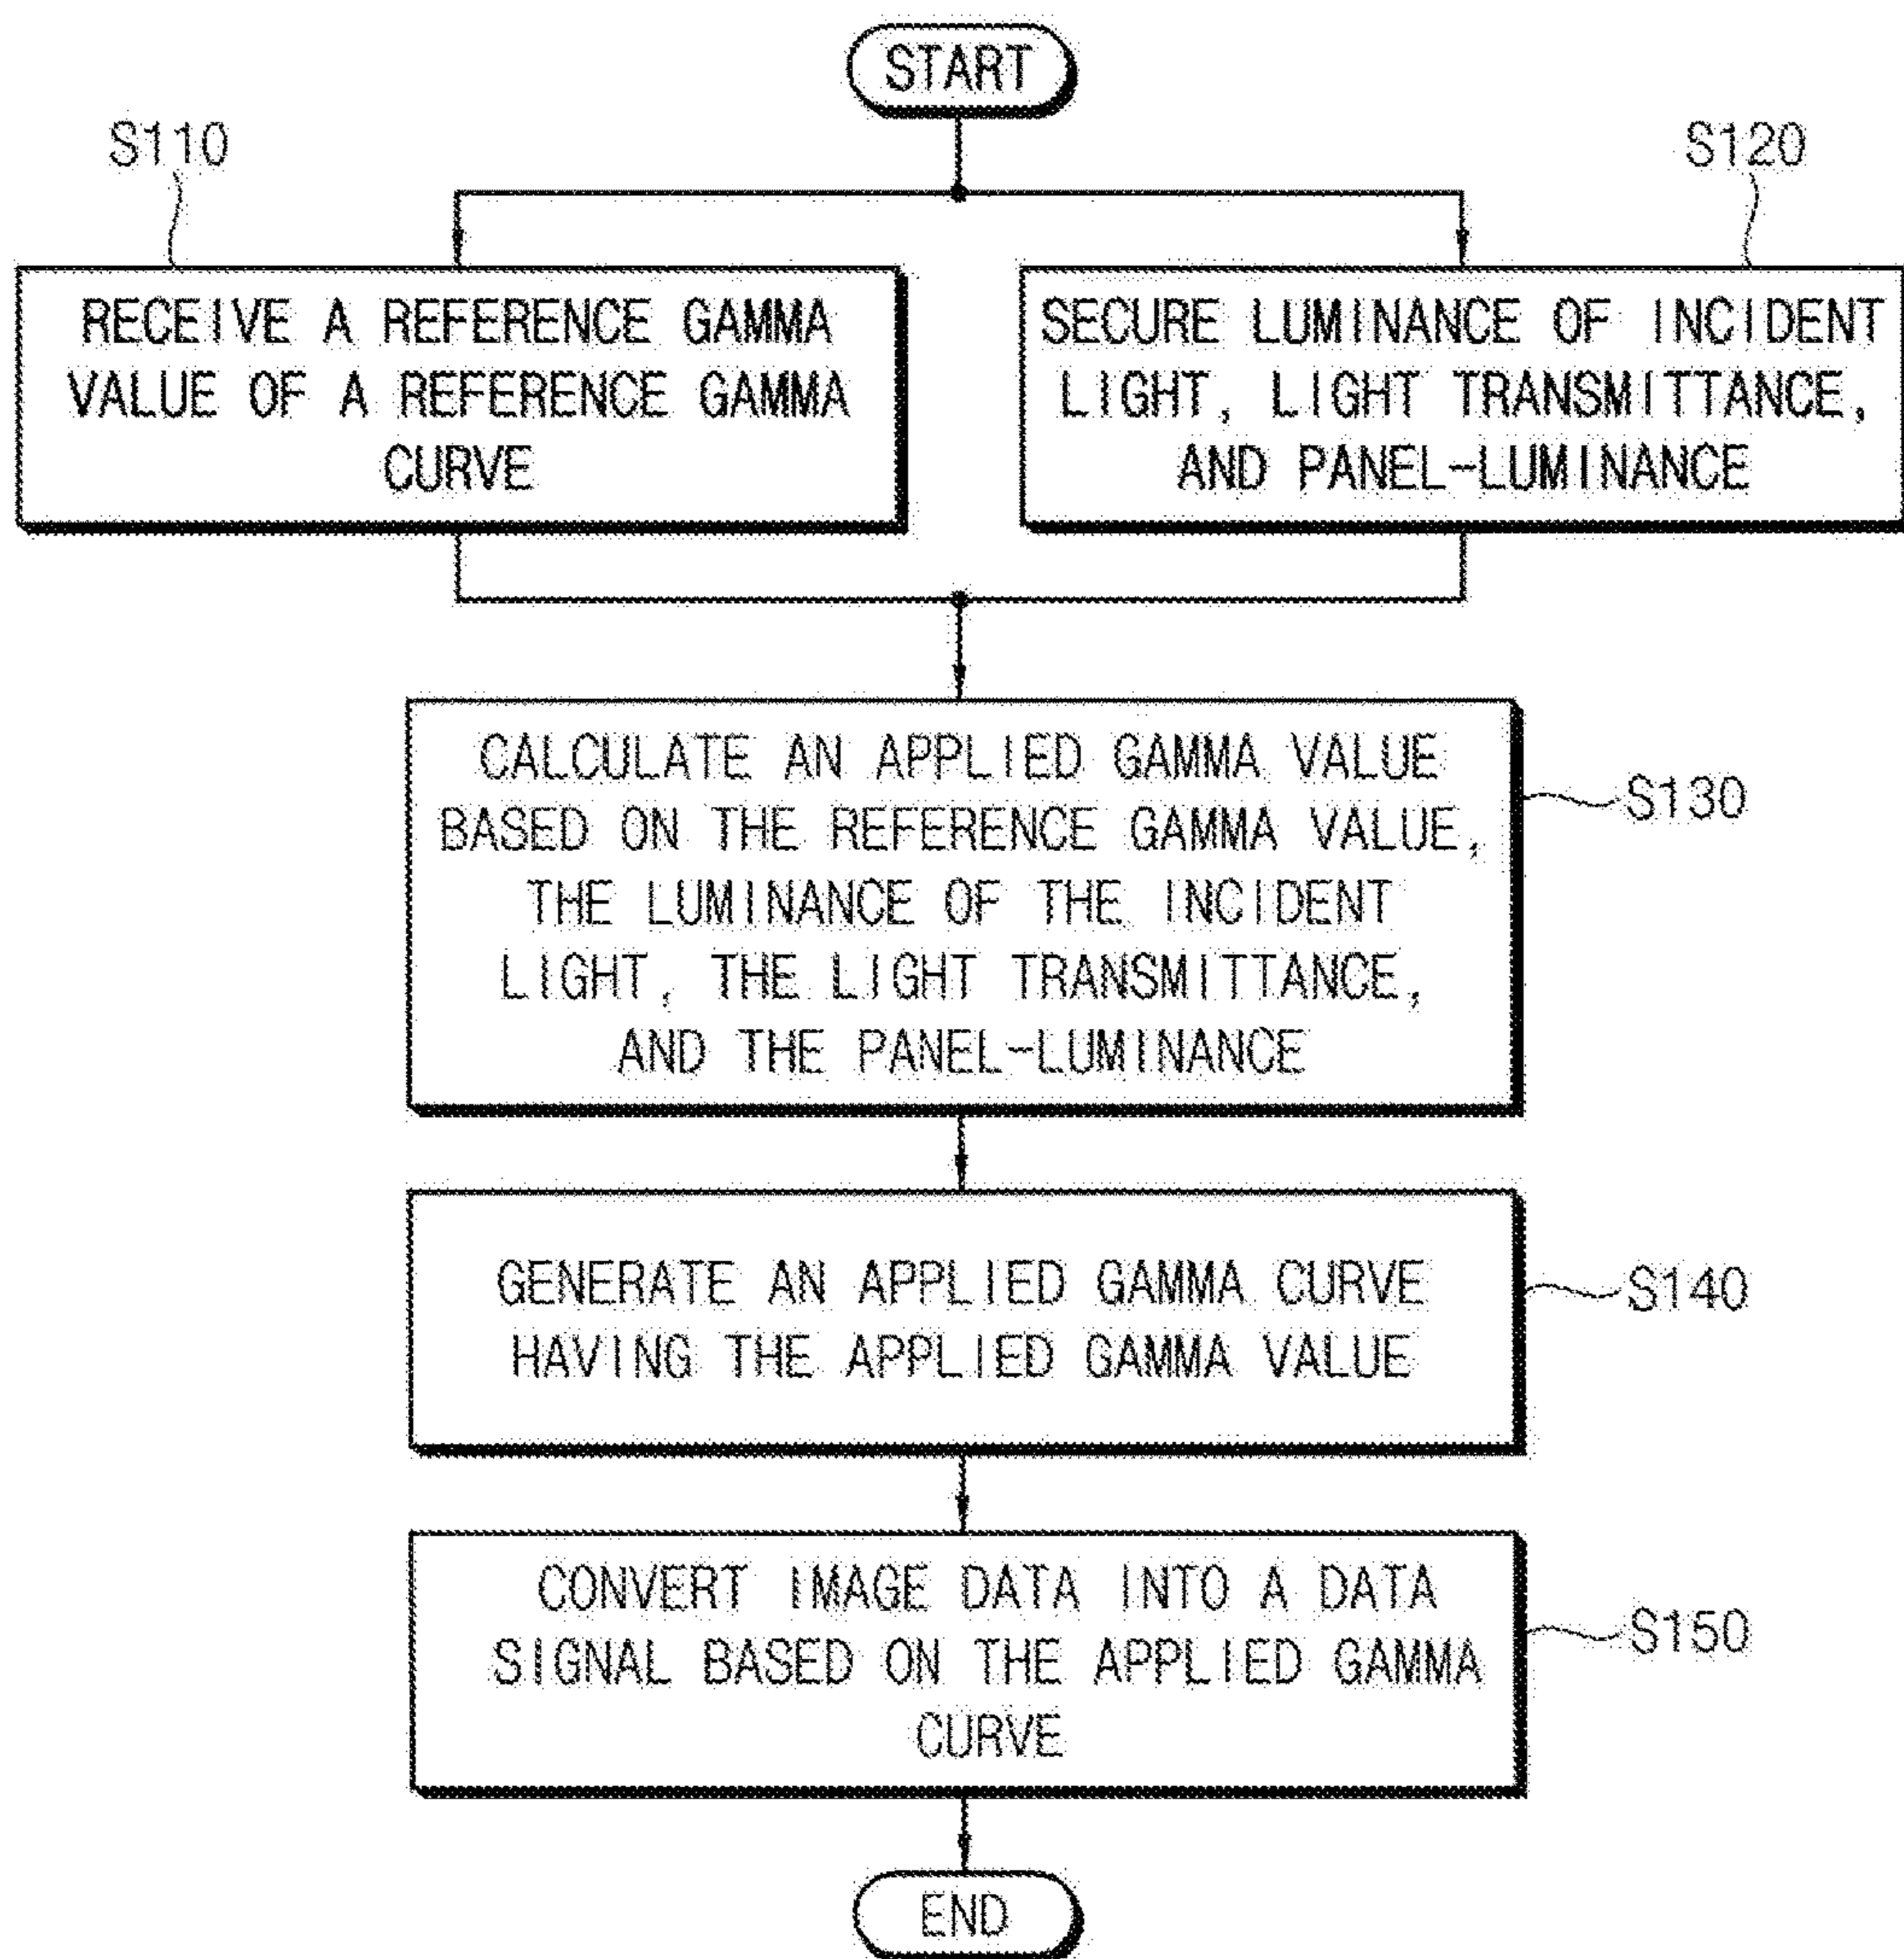 START
S110
S120
RECEIVE A REFERENCE GAMMA
VALUE OF A REFERENCE GAMMA
CURVE
SECURE LUMINANCE OF INCIDENT
LIGHT, LIGHT TRANSMITTANCE,
AND PANEL-LUMINANCE
CALCULATE AN APPLIED GAMMA VALUE
BASED ON THE REFERENCE GAMMA VALUE,
THE LUMINANCE OF THE INCIDENT
LIGHT, THE LIGHT TRANSMITTANCE,
AND THE PANEL-LUMINANCE
S130
GENERATE AN APPLIED GAMMA CURVE
HAVING THE APPLIED GAMMA VALUE
S140
CONVERT IMAGE DATA INTO A DATA
SIGNAL BASED ON THE APPLIED GAMMA
CURVE
S150
END